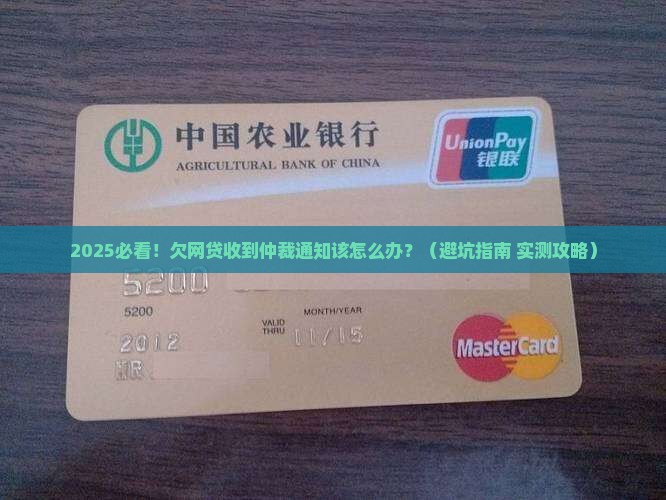 中国农业银行
AGRICULTURAL BANK OF CHINA
UnionPay
银联
2025必看！欠网贷收到仲裁通知该怎么办？（避坑指南 实测攻略）
5200
5200
MONTH/YEAR
VALID
THRU
11/15
2012
MR.
MasterCard